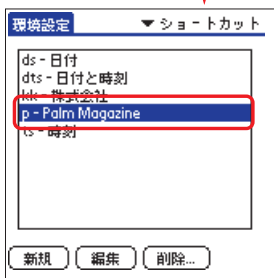 環境設定 ▼ショートカット
ds - 日付
dts - 日付と時刻
kk - 株式会社
p - Palm Magazine
ts - 時刻
新規 編集 削除...